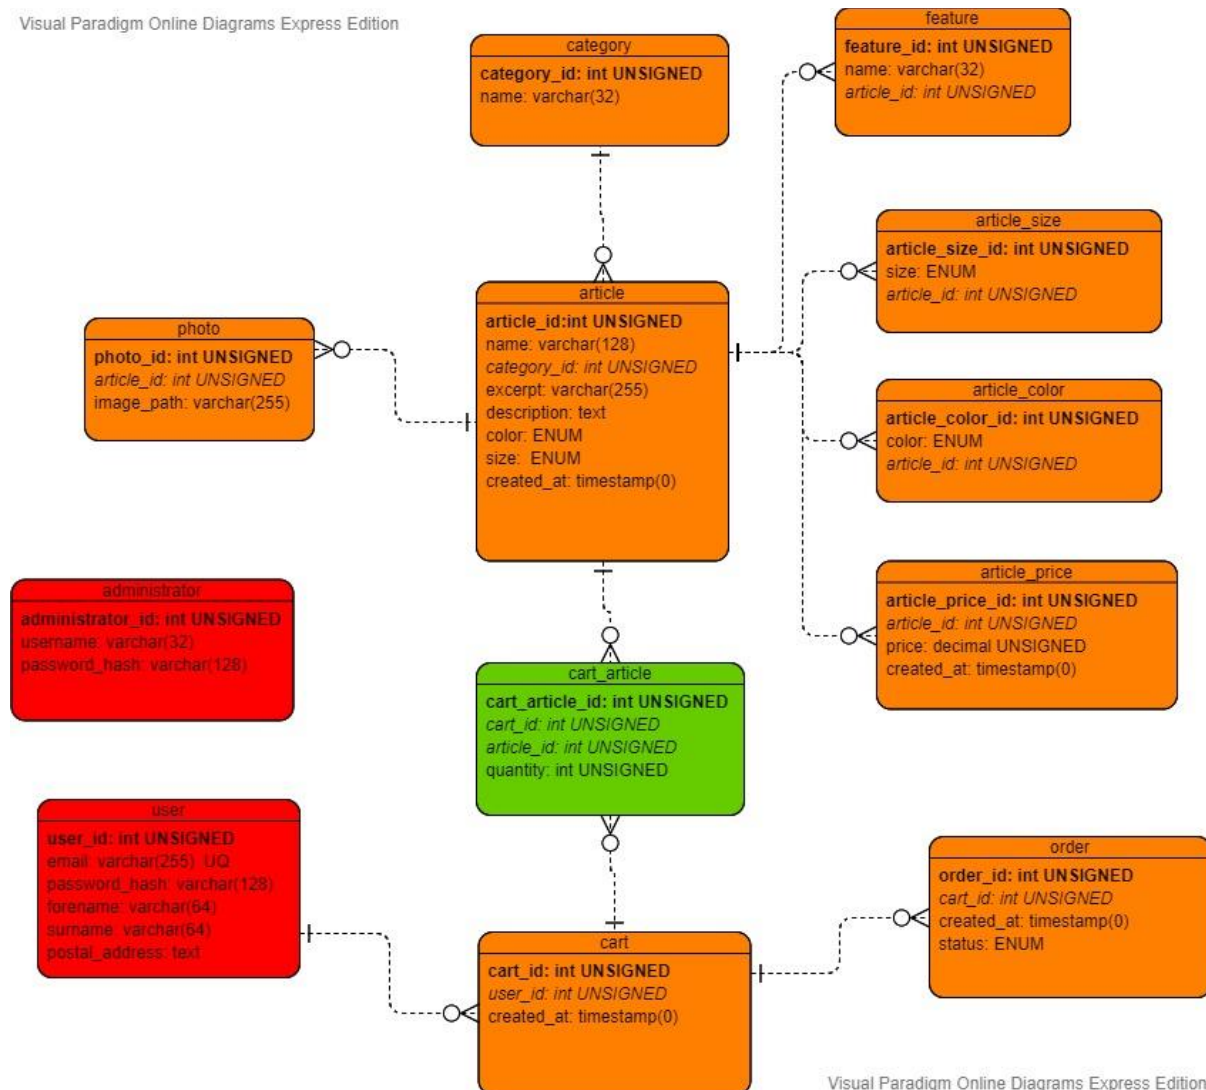 Visual Paradigm Online Diagrams Express Edition
category
category_id: int UNSIGNED
name: varchar(32)
feature
feature_id: int UNSIGNED
name: varchar(32)
article_id: int UNSIGNED
article_size
article_size_id: int UNSIGNED
size: ENUM
article_id: int UNSIGNED
photo
photo_id: int UNSIGNED
article_id: int UNSIGNED
image_path: varchar(255)
article
article_id:int UNSIGNED
name: varchar(128)
category_id: int UNSIGNED
excerpt: varchar(255)
description: text
color: ENUM
size: ENUM
created_at: timestamp(0)
article_color
article_color_id: int UNSIGNED
color: ENUM
article_id: int UNSIGNED
article_price
article_price_id: int UNSIGNED
article_id: int UNSIGNED
price: decimal UNSIGNED
created_at: timestamp(0)
administrator
administrator_id: int UNSIGNED
username: varchar(32)
password_hash: varchar(128)
cart_article
cart_article_id: int UNSIGNED
cart_id: int UNSIGNED
article_id: int UNSIGNED
quantity: int UNSIGNED
user
user_id: int UNSIGNED
email: varchar(255) UQ
password_hash: varchar(128)
forename: varchar(64)
surname: varchar(64)
postal_address: text
cart
cart_id: int UNSIGNED
user_id: int UNSIGNED
created_at: timestamp(0)
order
order_id: int UNSIGNED
cart_id: int UNSIGNED
created_at: timestamp(0)
status: ENUM
Visual Paradigm Online Diagrams Express Edition